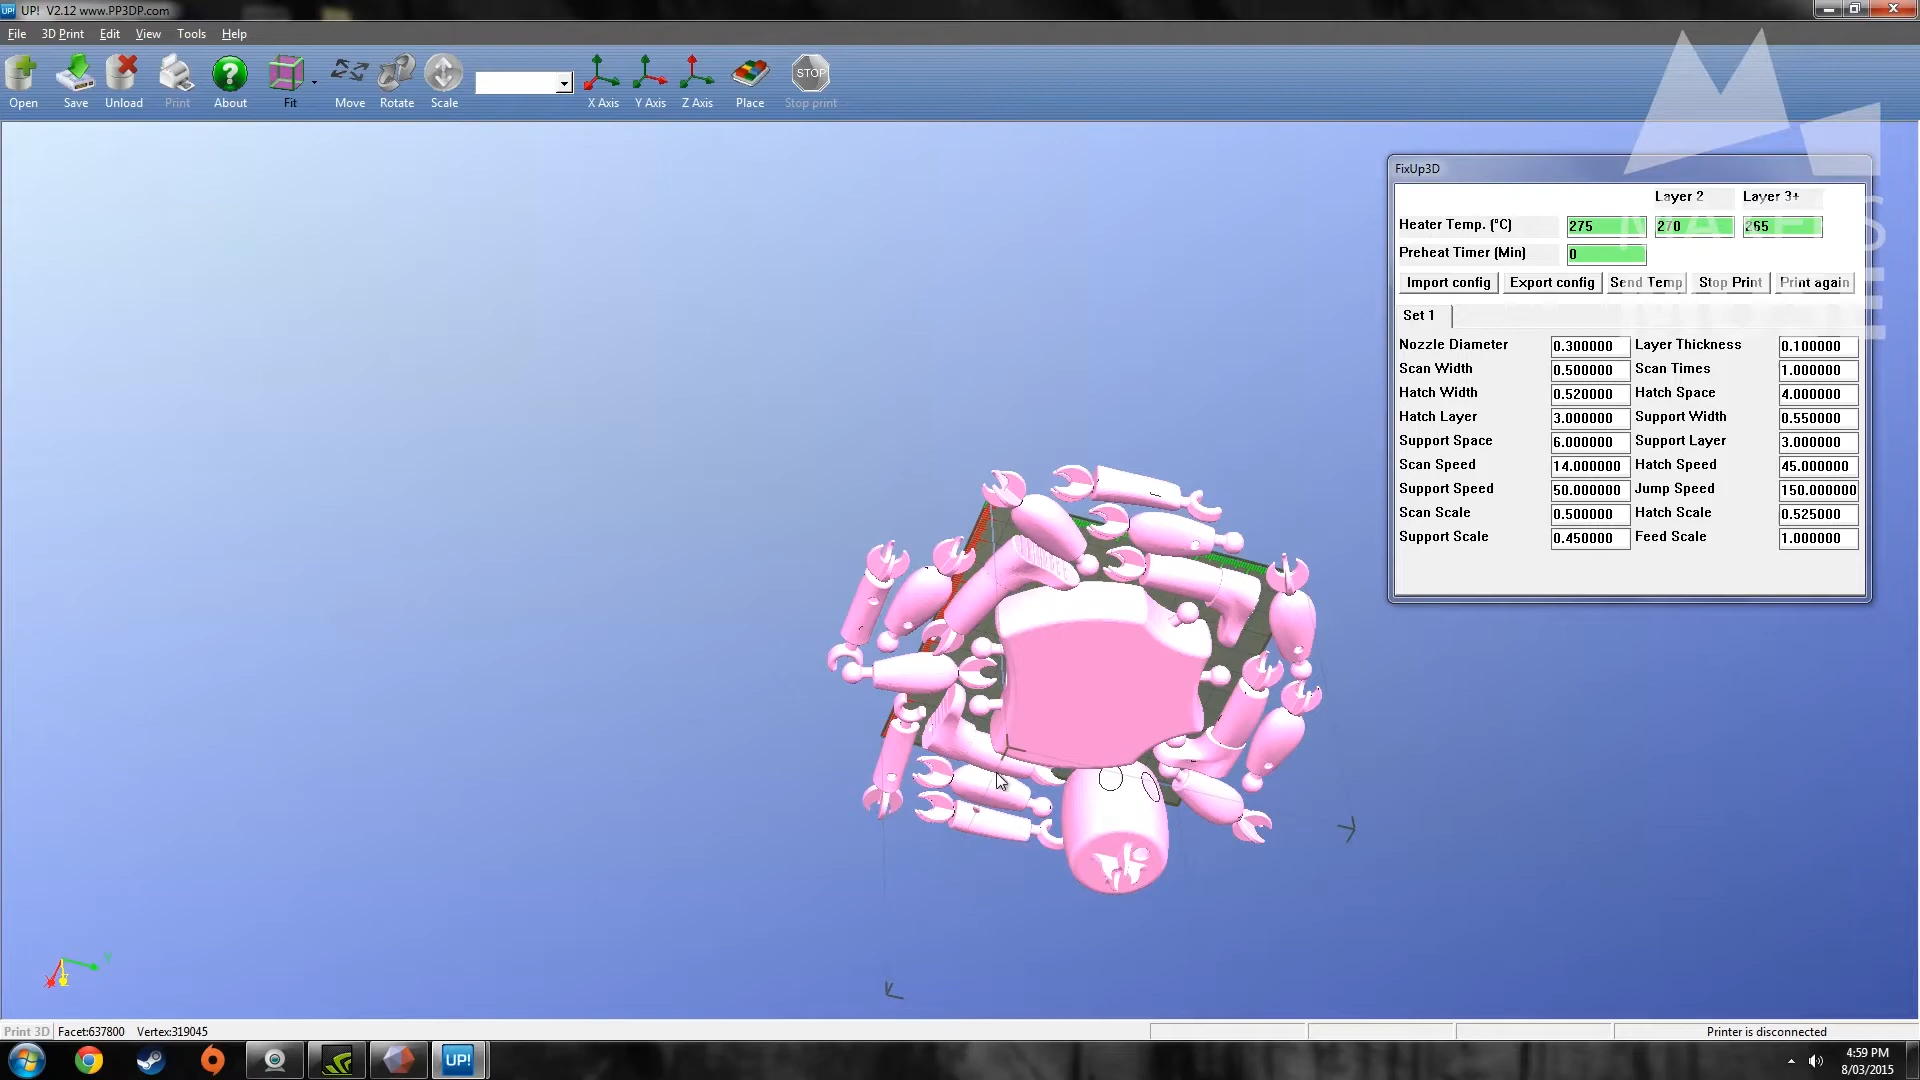 UP! UP! V2.12 www.PP3DP.com
File 3D Print Edit View Tools Help
Open Save Unload Print About Fit Move Rotate Scale X Axis Y Axis Z Axis Place STOP Stop print
FixUp3D
Layer 2 Layer 3+
Heater Temp. (°C) 275 270 265
Preheat Timer (Min) 0
Import config Export config Send Temp Stop Print Print again
Set 1
Nozzle Diameter 0.300000 Layer Thickness 0.100000
Scan Width 0.500000 Scan Times 1.000000
Hatch Width 0.520000 Hatch Space 4.000000
Hatch Layer 3.000000 Support Width 0.550000
Support Space 6.000000 Support Layer 3.000000
Scan Speed 14.000000 Hatch Speed 45.000000
Support Speed 50.000000 Jump Speed 150.000000
Scan Scale 0.500000 Hatch Scale 0.525000
Support Scale 0.450000 Feed Scale 1.000000
Y
Print 3D Facet:637800 Vertex:319045 Printer is disconnected
UP! 4:59 PM
8/03/2015